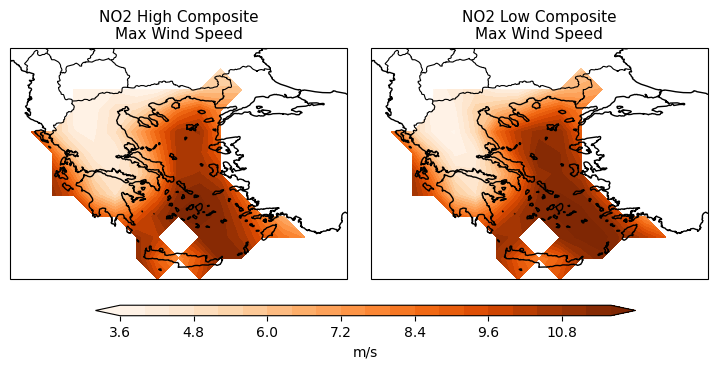 NO2 High Composite
Max Wind Speed
NO2 Low Composite
Max Wind Speed
3.6 4.8 6.0 7.2 8.4 9.6 10.8
m/s